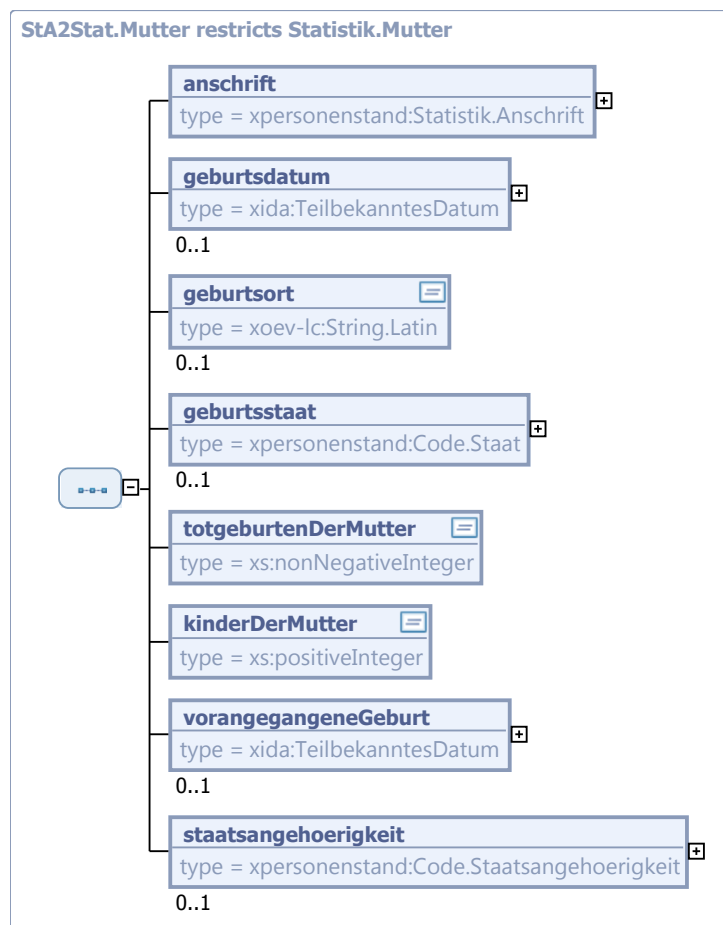 StA2Stat.Mutter restricts Statistik.Mutter
anschrift
type = xpersonenstand:Statistik.Anschrift
geburtsdatum
type = xida:TeilbekanntesDatum
0..1
geburtsort
type = xoev-lc:String.Latin
0..1
geburtsstaat
type = xpersonenstand:Code.Staat
0..1
totgeburtenDerMutter
type = xs:nonNegativeInteger
kinderDerMutter
type = xs:positiveInteger
vorangegangeneGeburt
type = xida:TeilbekanntesDatum
0..1
staatsangehoerigkeit
type = xpersonenstand:Code.Staatsangehoerigkeit
0..1